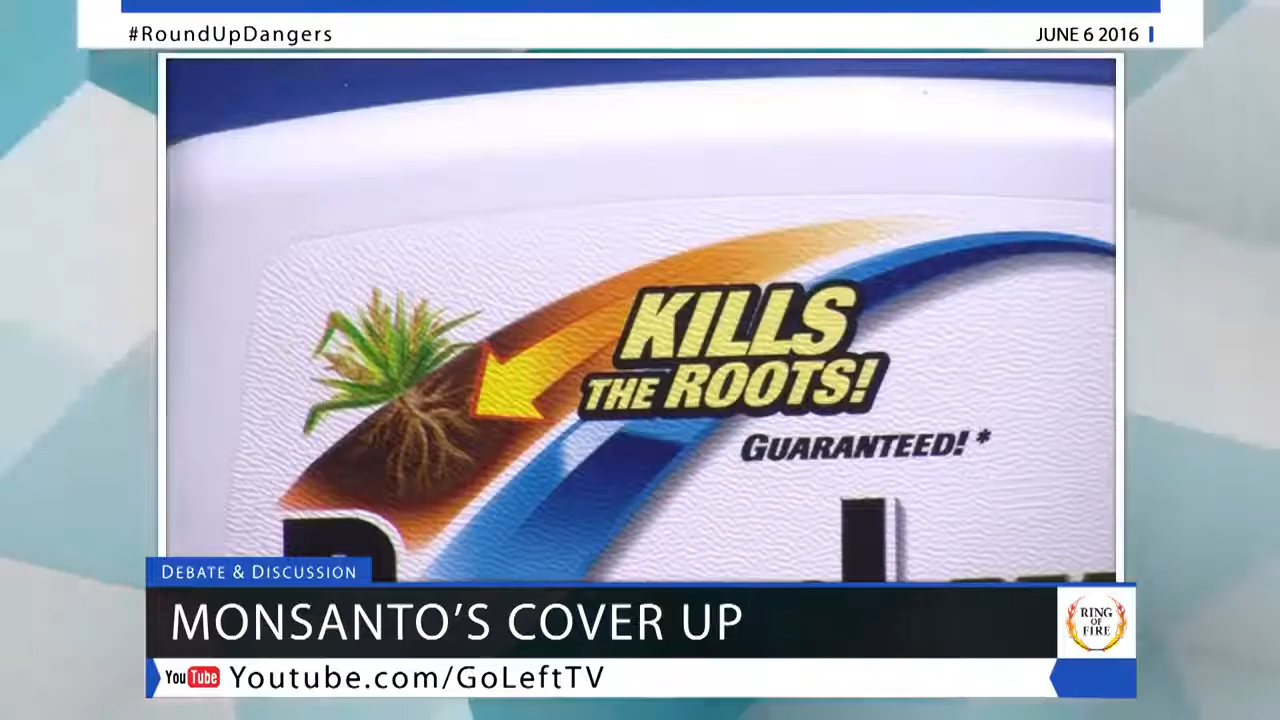 #RoundUpDangers
JUNE 6 2016
KILLS
THE ROOTS!
GUARANTEED!*
DEBATE & DISCUSSION
MONSANTO'S COVER UP
RING
OF
FIRE
YouTube Youtube.com/GoLeftTV